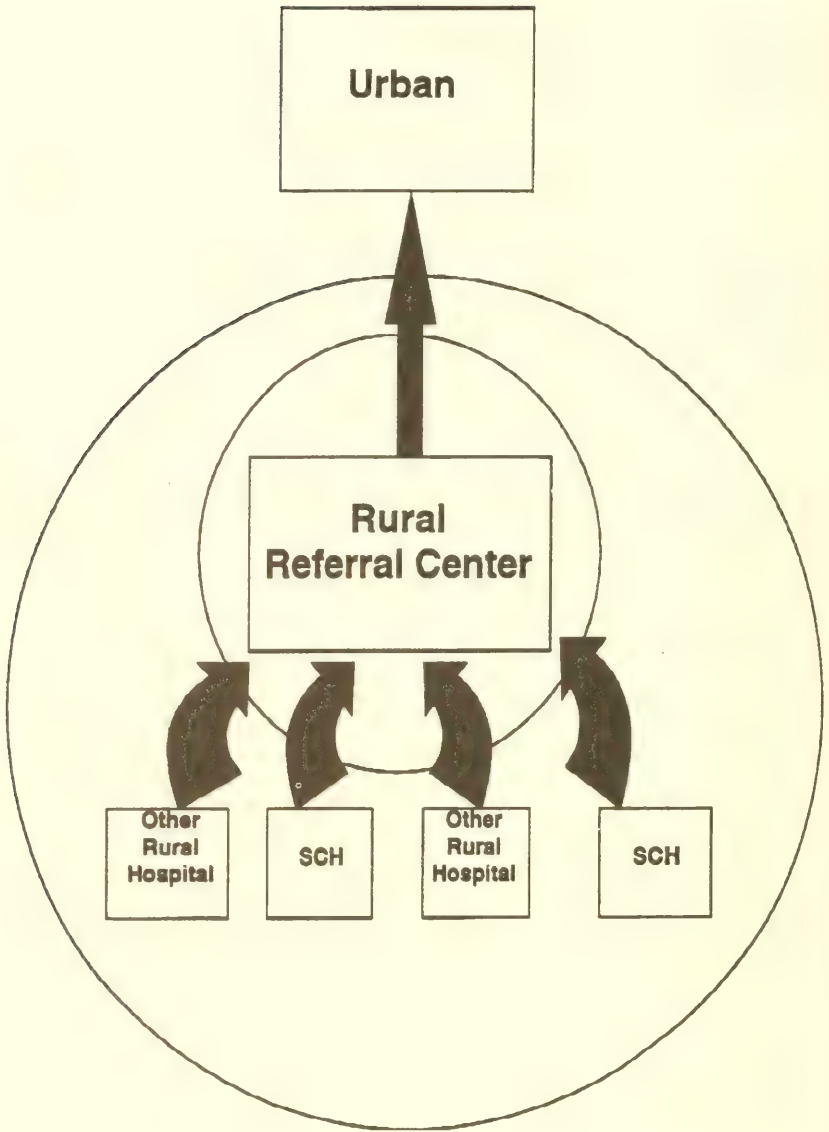 Urban
Rural
Referral Center
Other
Rural
Hospital
SCH
Other
Rural
Hospital
SCH